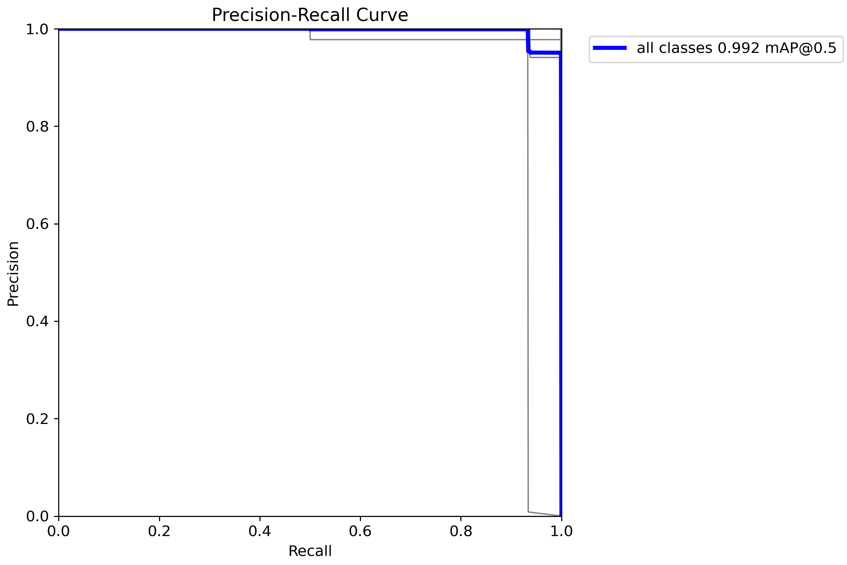 Precision-Recall Curve
1.0
0.8
0.6
0.4
0.2
0.0
Precision
0.0 0.2 0.4 0.6 0.8 1.0
Recall
all classes 0.992 mAP@0.5